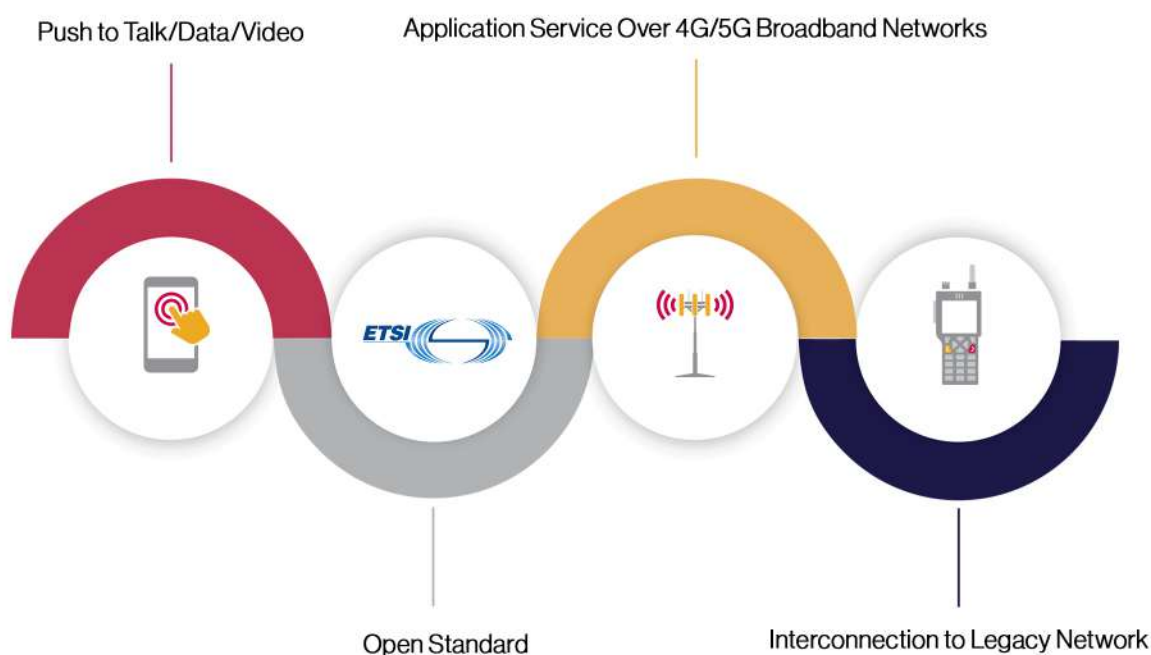 Push to Talk/Data/Video
Application Service Over 4G/5G Broadband Networks
ETSI
Open Standard
Interconnection to Legacy Network